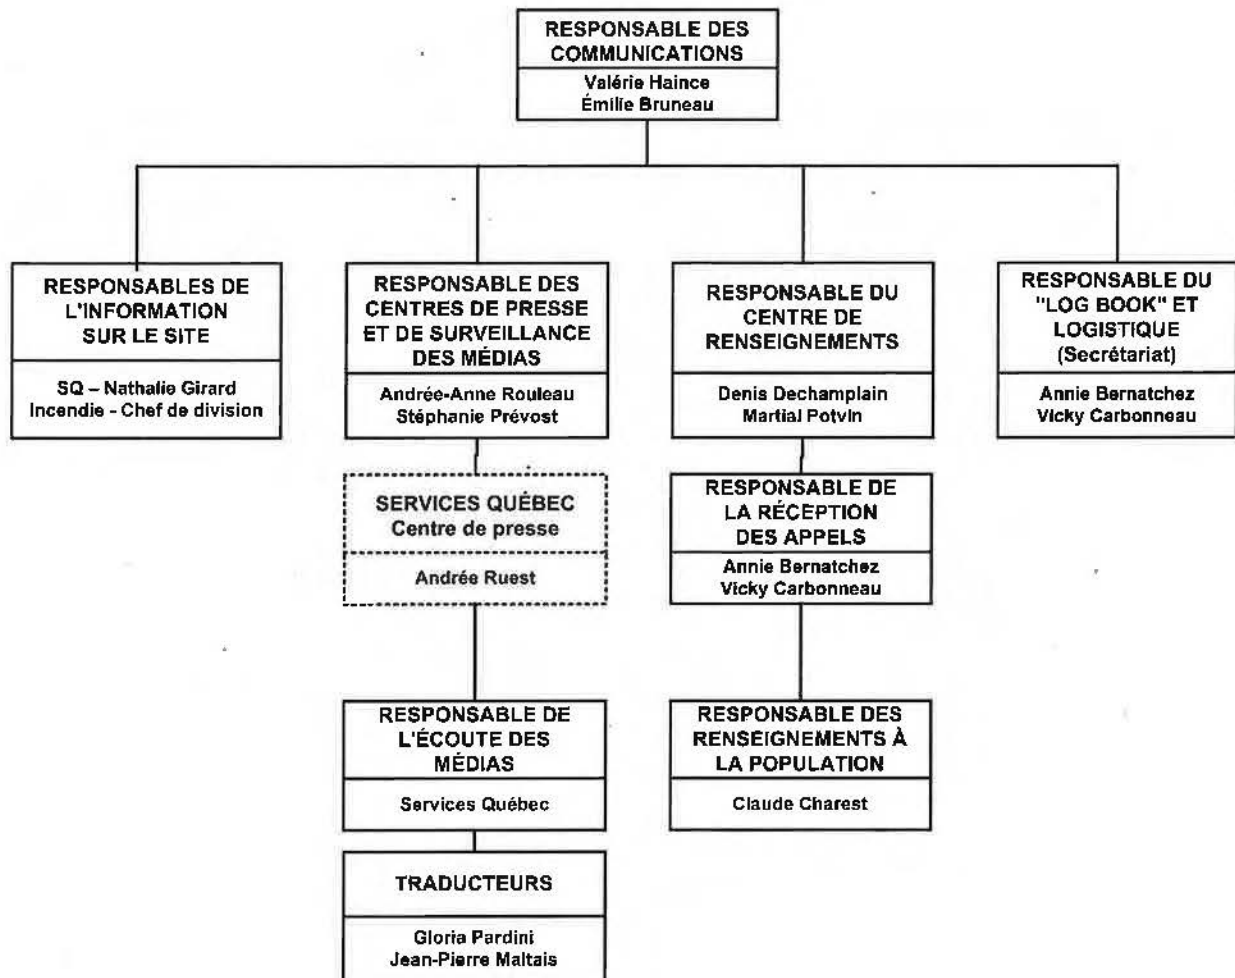 RESPONSABLE DES
COMMUNICATIONS
Valérie Haince
Émilie Bruneau
RESPONSABLES DE
L'INFORMATION
SUR LE SITE
SQ – Nathalie Girard
Incendie - Chef de division
RESPONSABLE DES
CENTRES DE PRESSE
ET DE SURVEILLANCE
DES MÉDIAS
Andrée-Anne Rouleau
Stéphanie Prévost
RESPONSABLE DU
CENTRE DE
RENSEIGNEMENTS
Denis Dechamplain
Martial Potvin
RESPONSABLE DU
"LOG BOOK" ET
LOGISTIQUE
(Secrétariat)
Annie Bernatchez
Vicky Carbonneau
SERVICES QUÉBEC
Centre de presse
Andrée Ruest
RESPONSABLE DE
LA RÉCEPTION
DES APPELS
Annie Bernatchez
Vicky Carbonneau
RESPONSABLE DE
L'ÉCOUTE DES
MÉDIAS
Services Québec
RESPONSABLE DES
RENSEIGNEMENTS À
LA POPULATION
Claude Charest
TRADUCTEURS
Gloria Pardini
Jean-Pierre Maltais